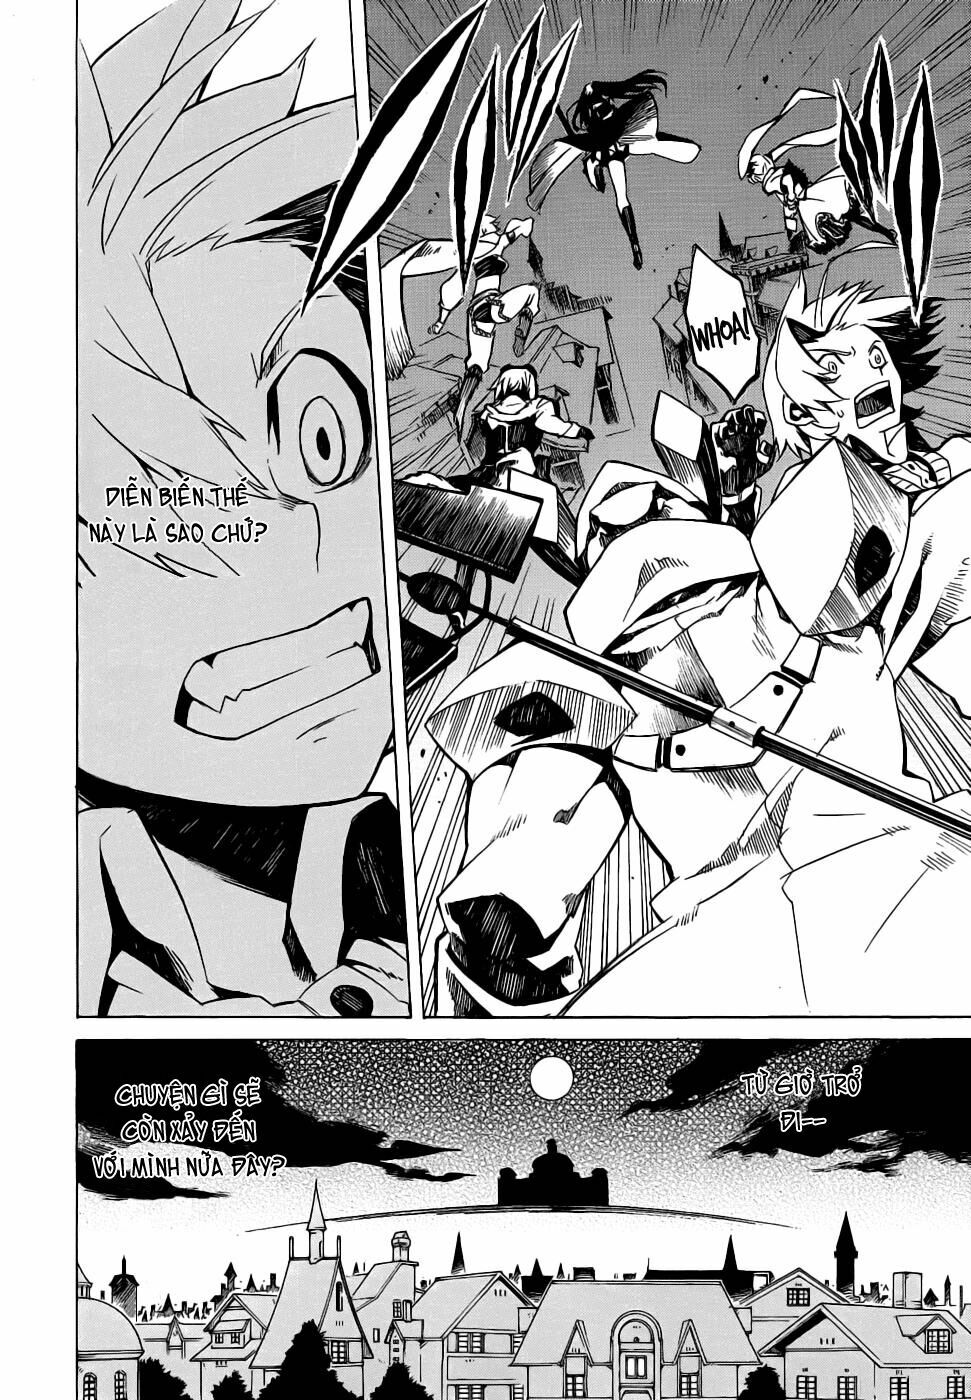 WHOA!
DIỄN BIẾN THẾ
NÀY LÀ SAO CHỨ?
TỪ GIỜ TRỞ
ĐI--
CHUYỆN GÌ SẼ
CÒN XẢY ĐẾN
VỚI MÌNH NỮA ĐÂY?